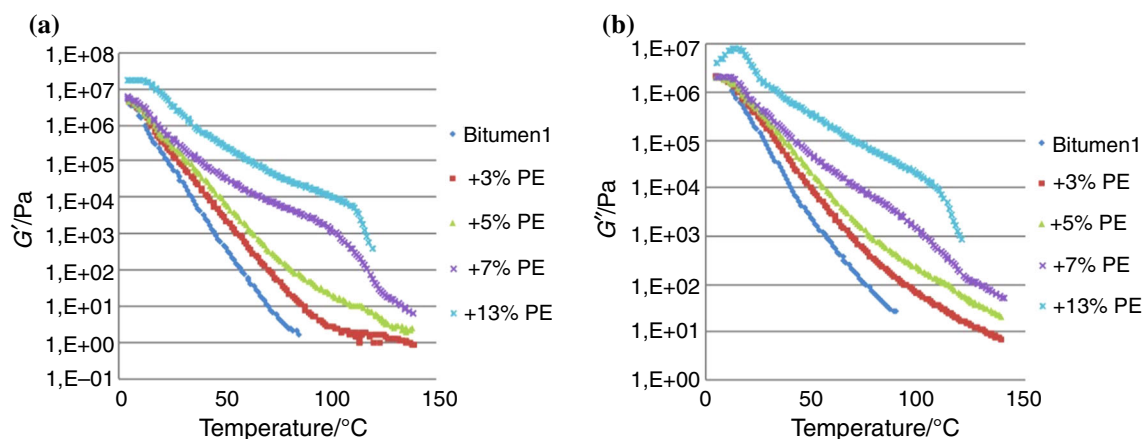 (a)
1,E+08
1,E+07
1,E+06
1,E+05
1,E+04
1,E+03
1,E+02
1,E+01
1,E+00
1,E−01
G′/Pa
0 50 100 150
Temperature/°C
Bitumen1
+3% PE
+5% PE
+7% PE
+13% PE
(b)
1,E+07
1,E+06
1,E+05
1,E+04
1,E+03
1,E+02
1,E+01
1,E+00
G″/Pa
0 50 100 150
Temperature/°C
Bitumen1
+3% PE
+5% PE
+7% PE
+13% PE